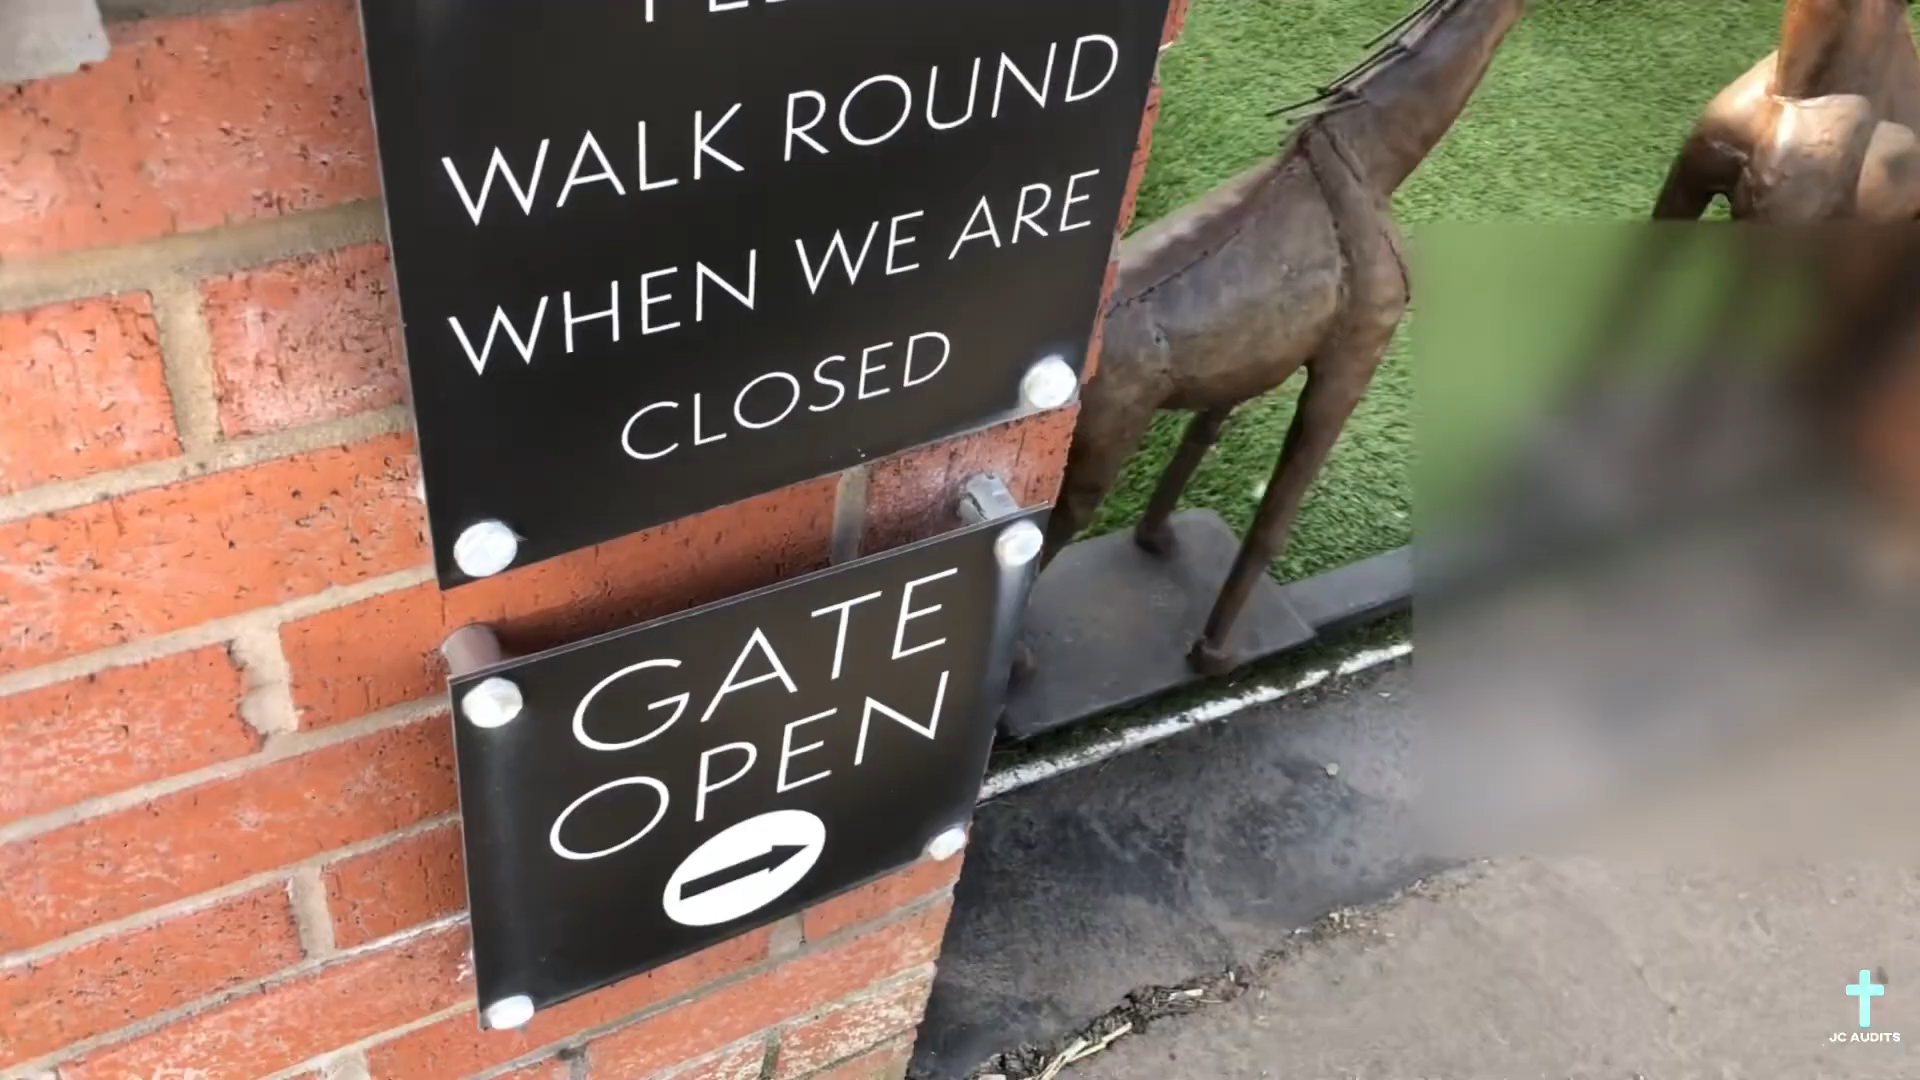 WALK ROUND
WHEN WE ARE
CLOSED
GATE
OPEN
JC AUDITS